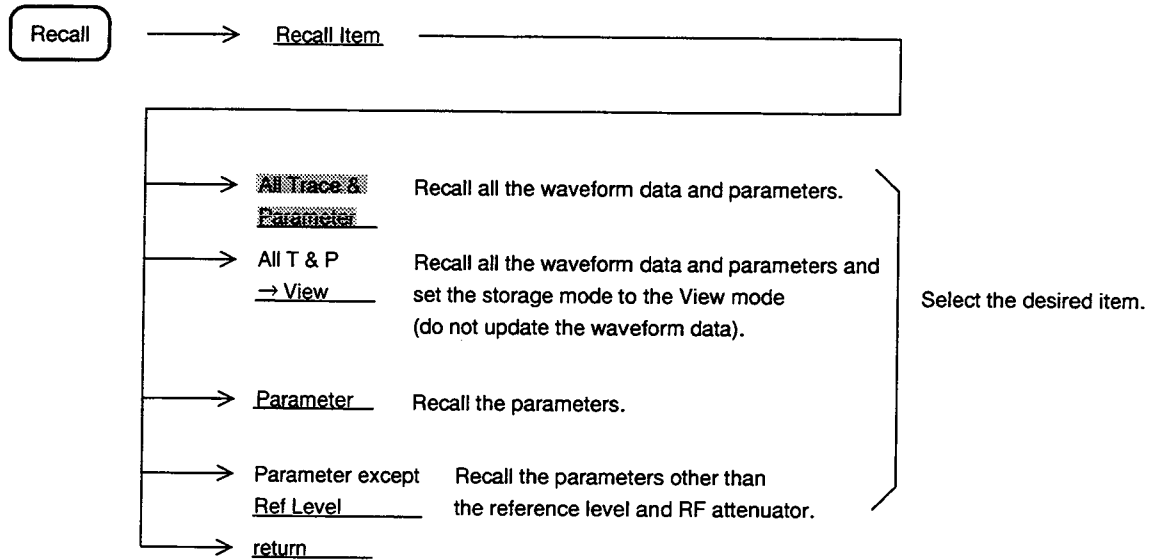 Recall → Recall Item
All Trace & Recall all the waveform data and parameters.
Parameter
All T & P Recall all the waveform data and parameters and
→ View set the storage mode to the View mode
(do not update the waveform data).
Select the desired item.
Parameter Recall the parameters.
Parameter except Recall the parameters other than
Ref Level the reference level and RF attenuator.
return